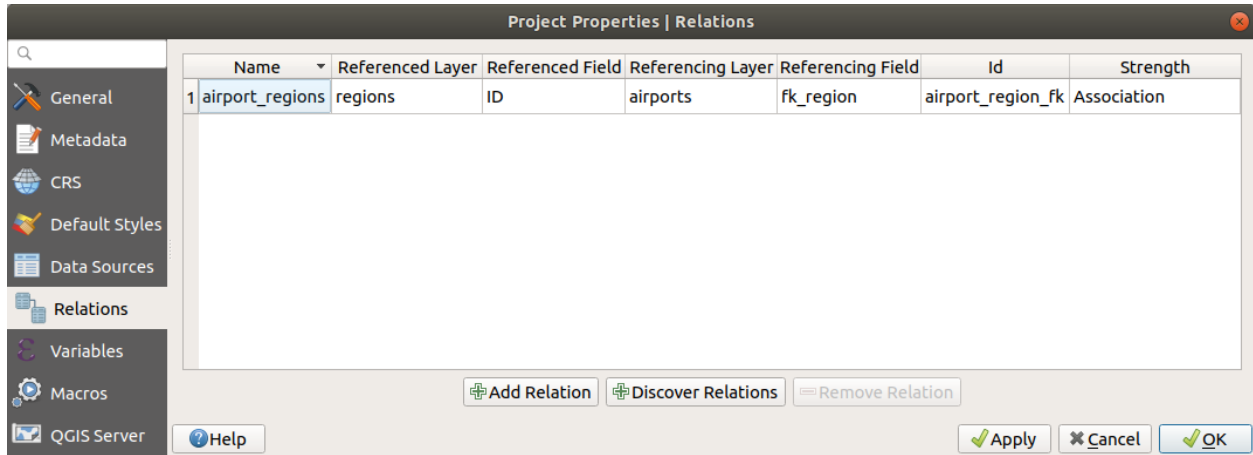 Project Properties | Relations
Name Referenced Layer Referenced Field Referencing Layer Referencing Field Id Strength
1 airport_regions regions ID airports fk_region airport_region_fk Association
General
Metadata
CRS
Default Styles
Data Sources
Relations
Variables
Macros
QGIS Server
Add Relation Discover Relations Remove Relation
Help Apply Cancel OK